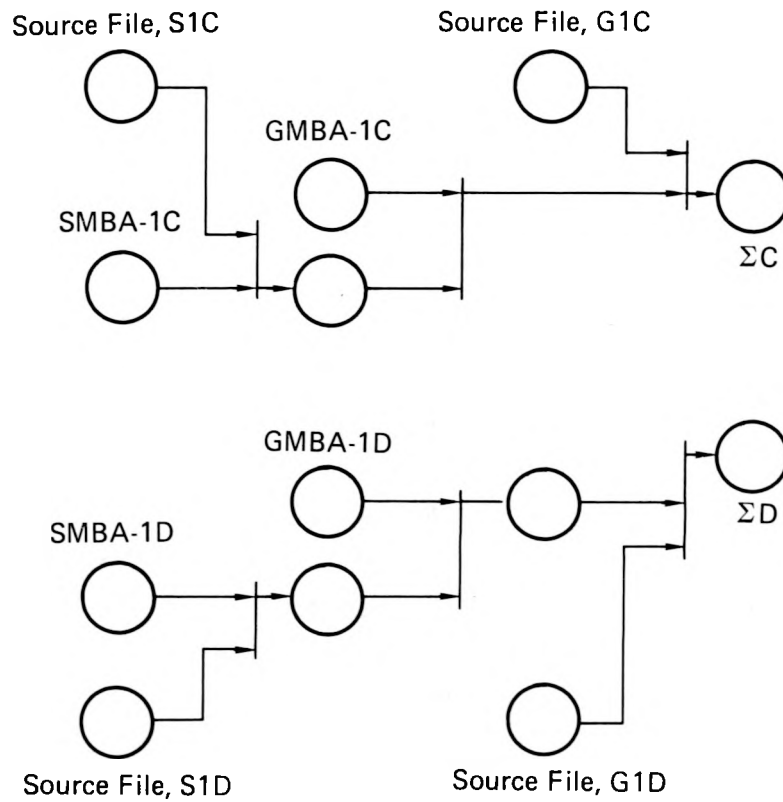 Source File, S1C
Source File, G1C
GMBA-1C
SMBA-1C
ΣC
GMBA-1D
SMBA-1D
ΣD
Source File, S1D
Source File, G1D